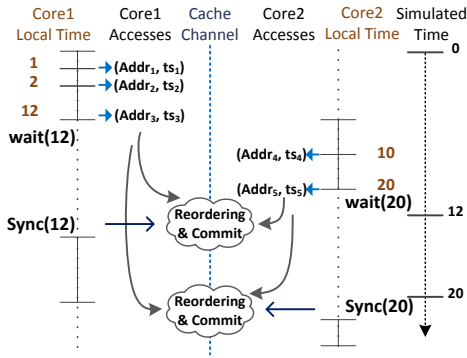 Core1 Local Time
Core1 Accesses
Cache Channel
Core2 Accesses
Core2 Local Time
Simulated Time
0
1
(Addr₁, ts₁)
2
(Addr₂, ts₂)
12
(Addr₃, ts₃)
wait(12)
(Addr₄, ts₄)
10
(Addr₅, ts₅)
20
wait(20)
Reordering
& Commit
Sync(12)
12
Reordering
& Commit
20
Sync(20)